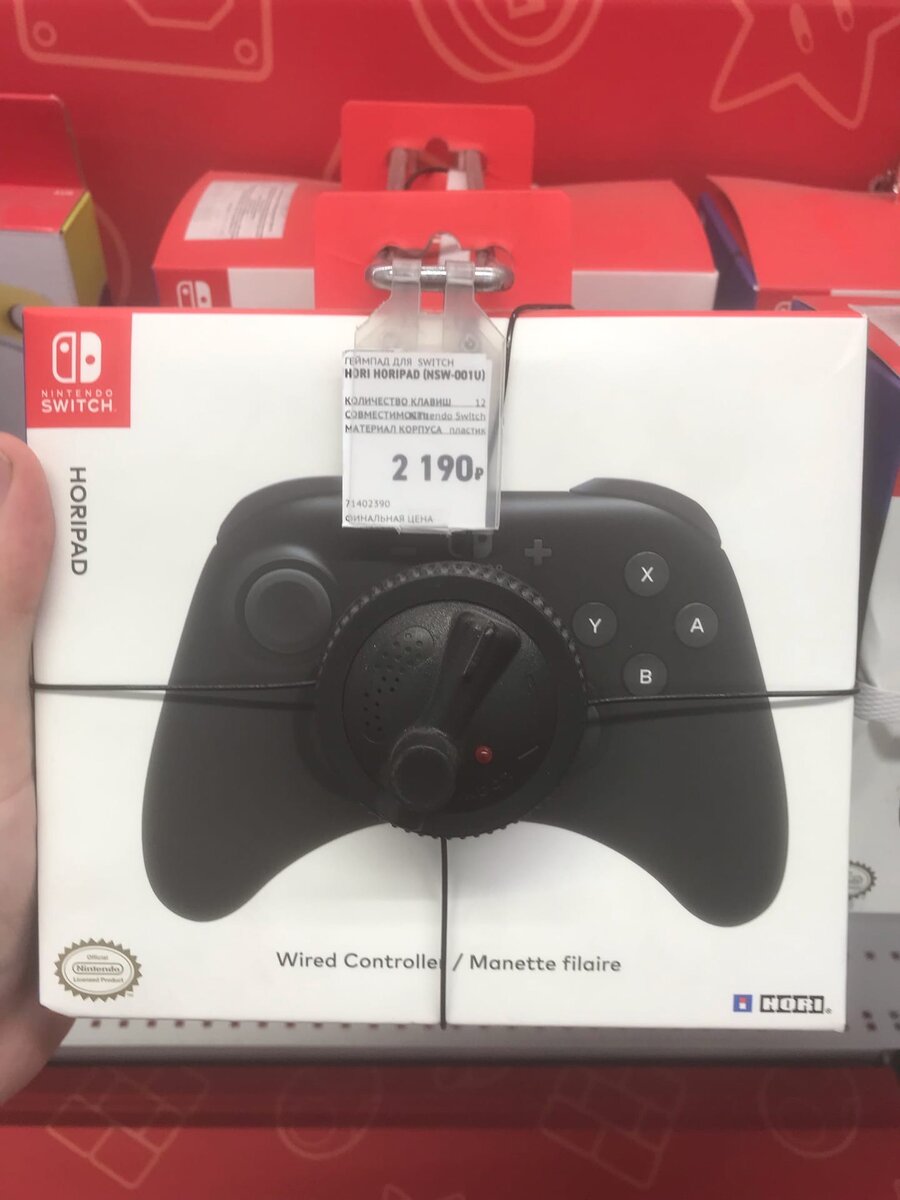 ГЕЙМПАД ДЛЯ SWITCH
HORI HORIPAD (NSW-001U)
КОЛИЧЕСТВО КЛАВИШ 12
СОВМЕСТИМОСТЬ Nintendo Switch
МАТЕРИАЛ КОРПУСА пластик
2 190₽
71402390
ФИНАЛЬНАЯ ЦЕНА
NINTENDO
SWITCH
HORIPAD
X
Y
A
B
Official
Nintendo
Licensed Product
Wired Controller / Manette filaire
HORI